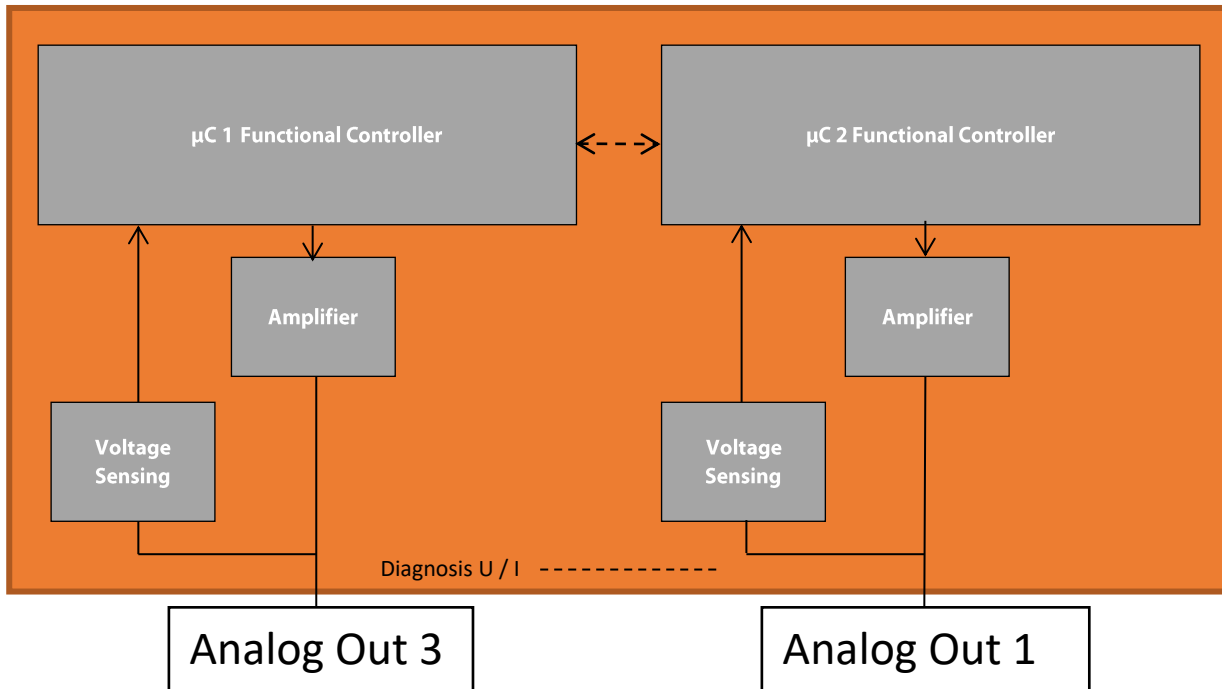 µC 1 Functional Controller
µC 2 Functional Controller
Amplifier
Amplifier
Voltage
Sensing
Voltage
Sensing
Diagnosis U / I
Analog Out 3
Analog Out 1